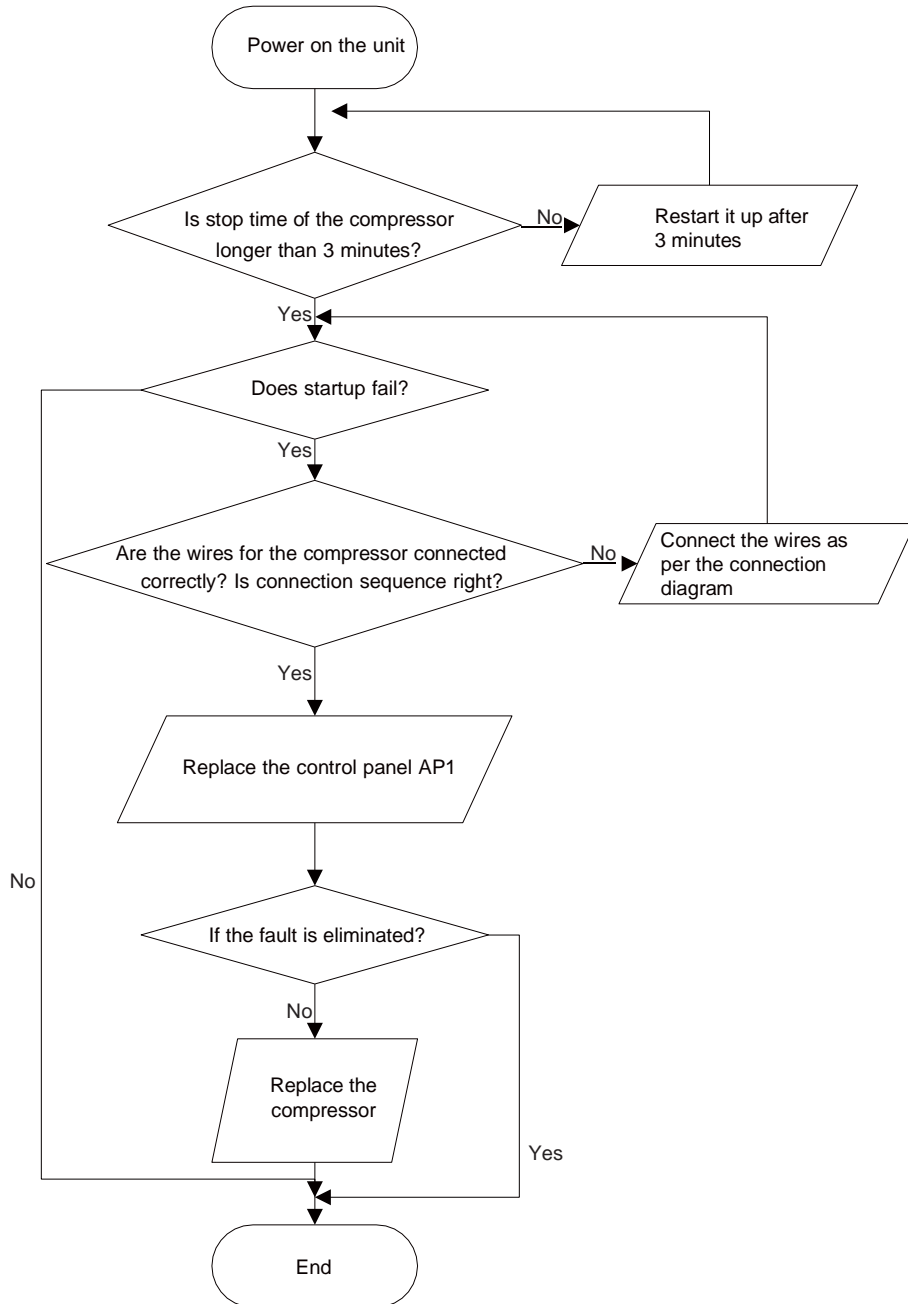 Power on the unit
Is stop time of the compressor
longer than 3 minutes?
No
Restart it up after
3 minutes
Yes
Does startup fail?
Yes
Are the wires for the compressor connected
correctly? Is connection sequence right?
No
Connect the wires as
per the connection
diagram
Yes
Replace the control panel AP1
No
If the fault is eliminated?
No
Replace the
compressor
Yes
End